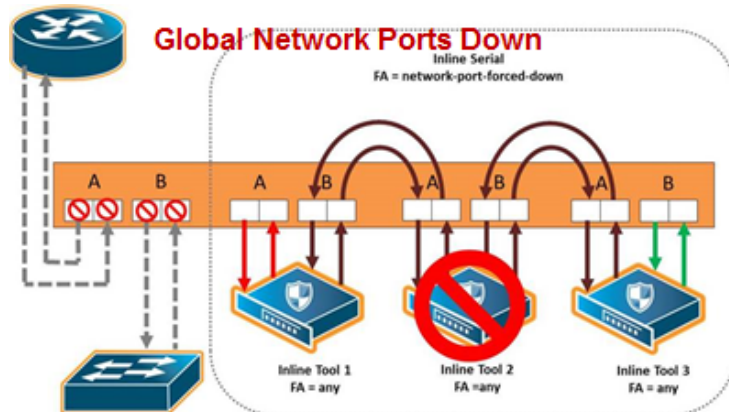 Global Network Ports Down
Inline Serial
FA = network-port-forced-down
A B A B A B A B
Inline Tool 1
FA = any
Inline Tool 2
FA =any
Inline Tool 3
FA = any